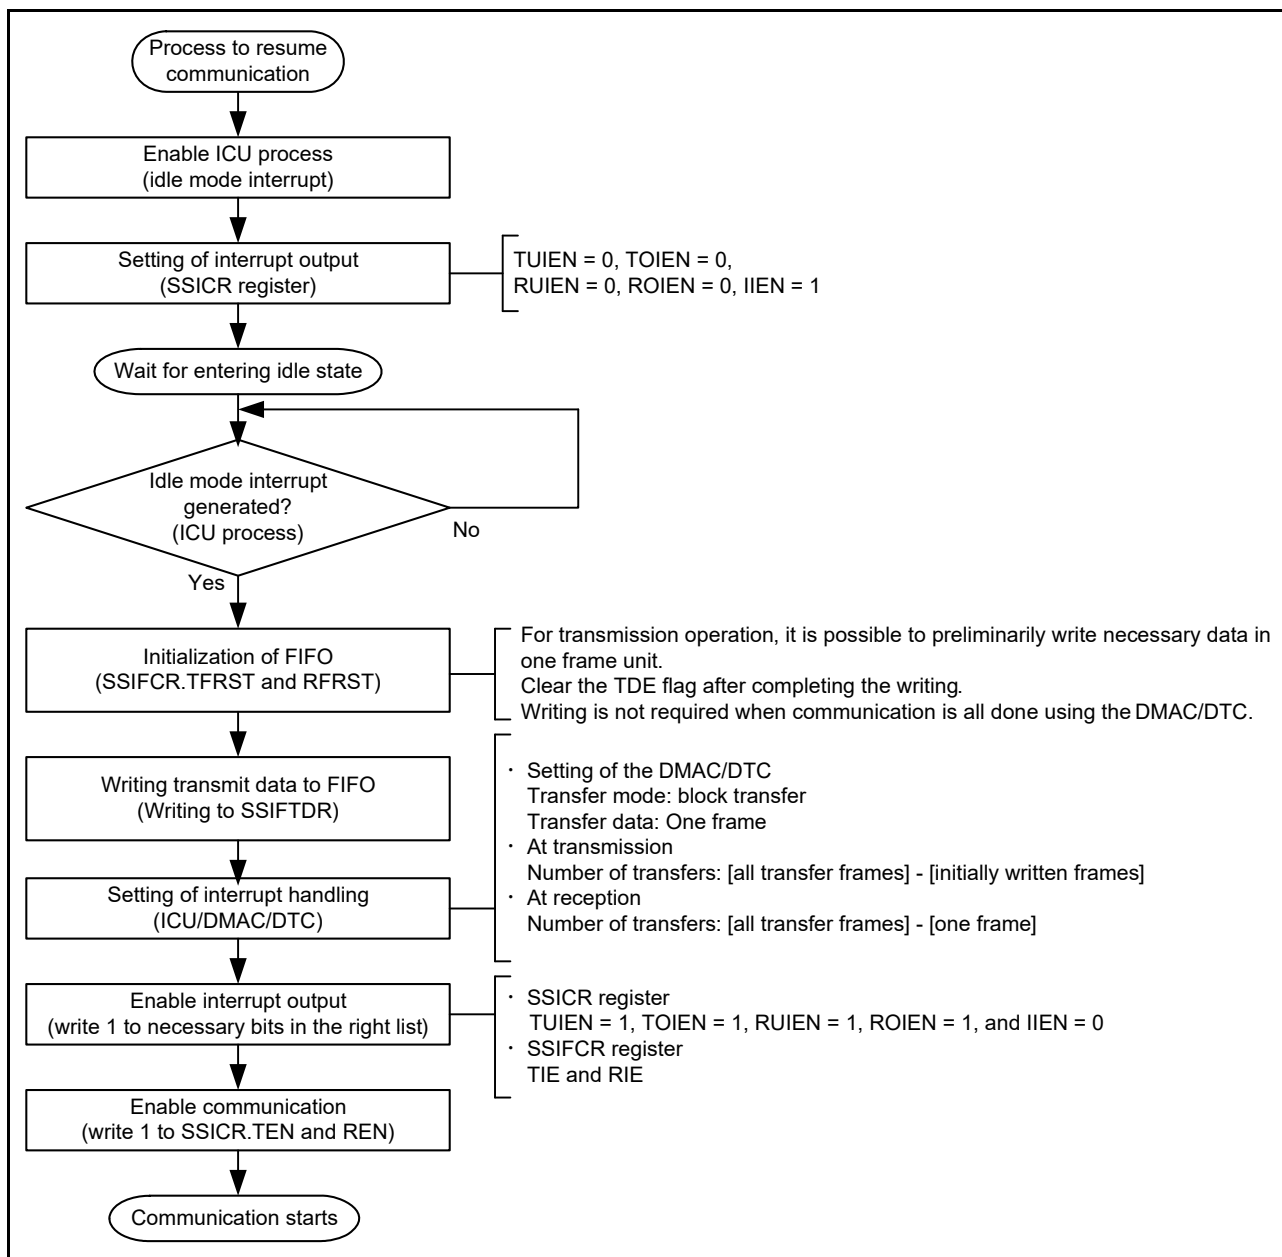 Process to resume
communication
Enable ICU process
(idle mode interrupt)
Setting of interrupt output
(SSICR register)
TUIEN = 0, TOIEN = 0,
RUIEN = 0, ROIEN = 0, IIEN = 1
Wait for entering idle state
Idle mode interrupt
generated?
(ICU process)
No
Yes
Initialization of FIFO
(SSIFCR.TFRST and RFRST)
For transmission operation, it is possible to preliminarily write necessary data in
one frame unit.
Clear the TDE flag after completing the writing.
Writing is not required when communication is all done using the DMAC/DTC.
Writing transmit data to FIFO
(Writing to SSIFTDR)
Setting of interrupt handling
(ICU/DMAC/DTC)
· Setting of the DMAC/DTC
Transfer mode: block transfer
Transfer data: One frame
· At transmission
Number of transfers: [all transfer frames] - [initially written frames]
· At reception
Number of transfers: [all transfer frames] - [one frame]
Enable interrupt output
(write 1 to necessary bits in the right list)
· SSICR register
TUIEN = 1, TOIEN = 1, RUIEN = 1, ROIEN = 1, and IIEN = 0
· SSIFCR register
TIE and RIE
Enable communication
(write 1 to SSICR.TEN and REN)
Communication starts